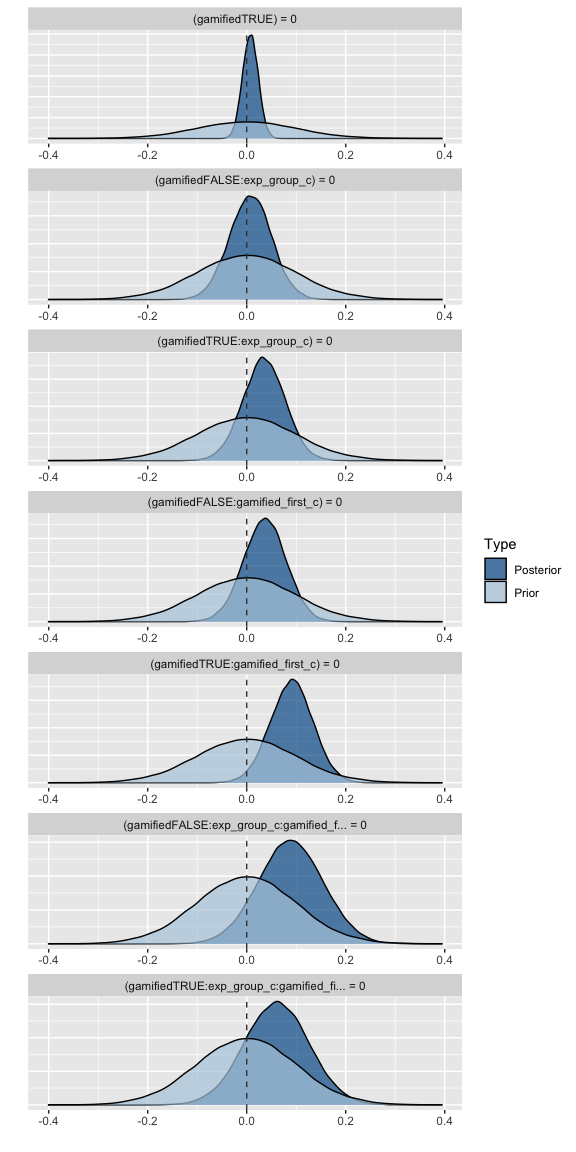 (gamifiedTRUE) = 0
-0.4 -0.2 0.0 0.2 0.4
(gamifiedFALSE:exp_group_c) = 0
-0.4 -0.2 0.0 0.2 0.4
(gamifiedTRUE:exp_group_c) = 0
-0.4 -0.2 0.0 0.2 0.4
(gamifiedFALSE:gamified_first_c) = 0
-0.4 -0.2 0.0 0.2 0.4
(gamifiedTRUE:gamified_first_c) = 0
-0.4 -0.2 0.0 0.2 0.4
(gamifiedFALSE:exp_group_c:gamified_f... = 0
-0.4 -0.2 0.0 0.2 0.4
(gamifiedTRUE:exp_group_c:gamified_fi... = 0
-0.4 -0.2 0.0 0.2 0.4
Type
Posterior
Prior